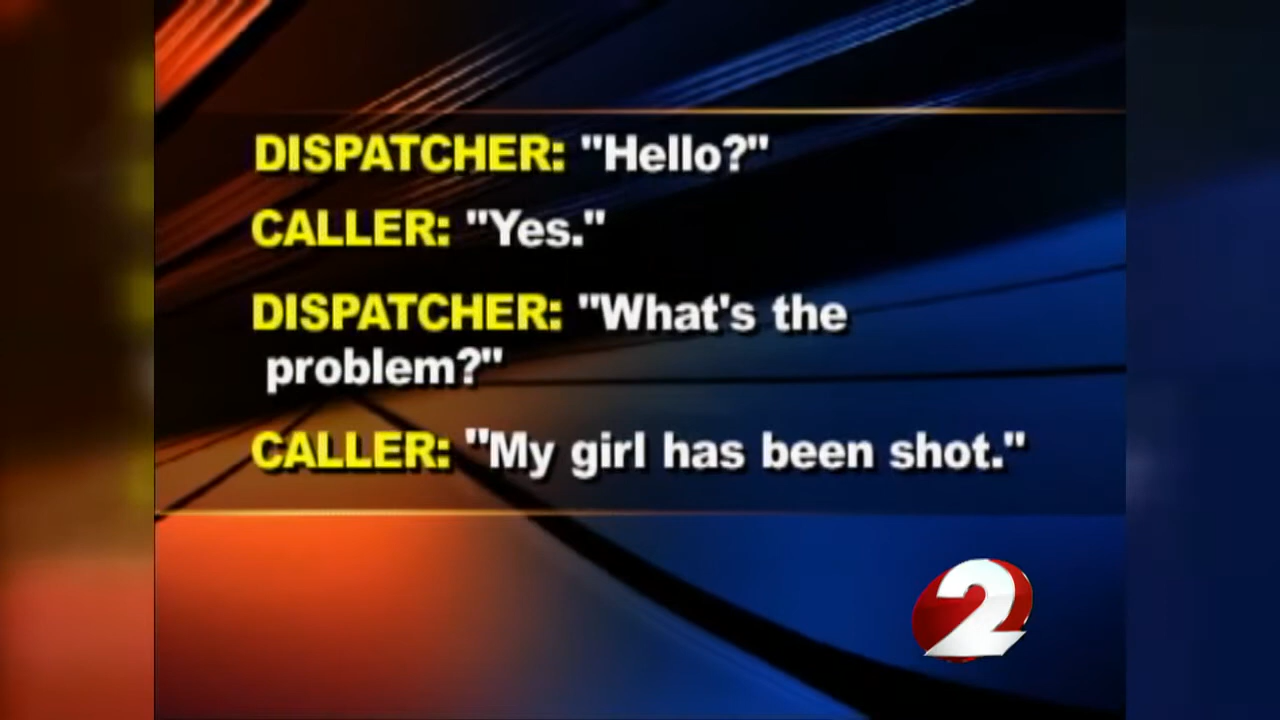 DISPATCHER: "Hello?"
CALLER: "Yes."
DISPATCHER: "What's the
problem?"
CALLER: "My girl has been shot."
2